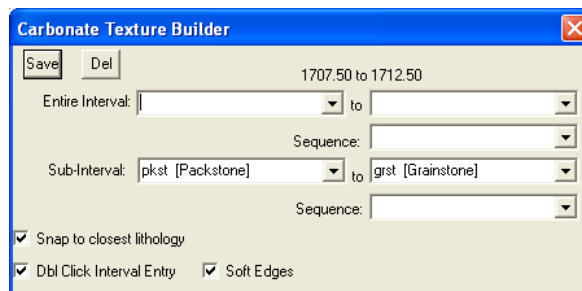 Carbonate Texture Builder
Save Del
1707.50 to 1712.50
Entire Interval: to
Sequence:
Sub-Interval: pkst [Packstone] to grst [Grainstone]
Sequence:
Snap to closest lithology
Dbl Click Interval Entry Soft Edges